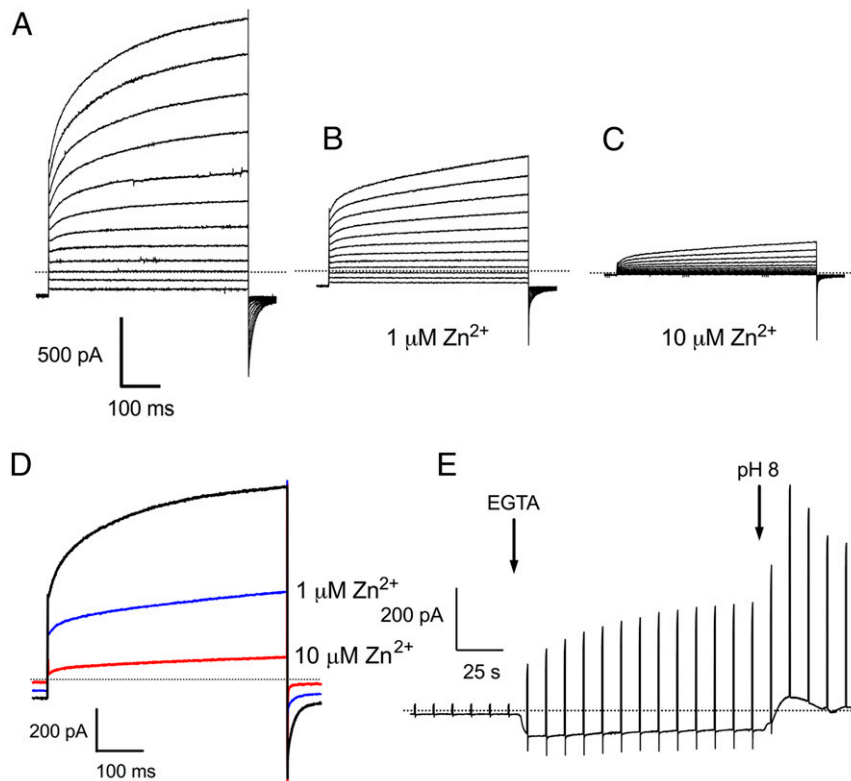 A
B
C
500 pA
100 ms
1 μM Zn²⁺
10 μM Zn²⁺
D
E
pH 8
EGTA
1 μM Zn²⁺
200 pA
10 μM Zn²⁺
25 s
200 pA
100 ms